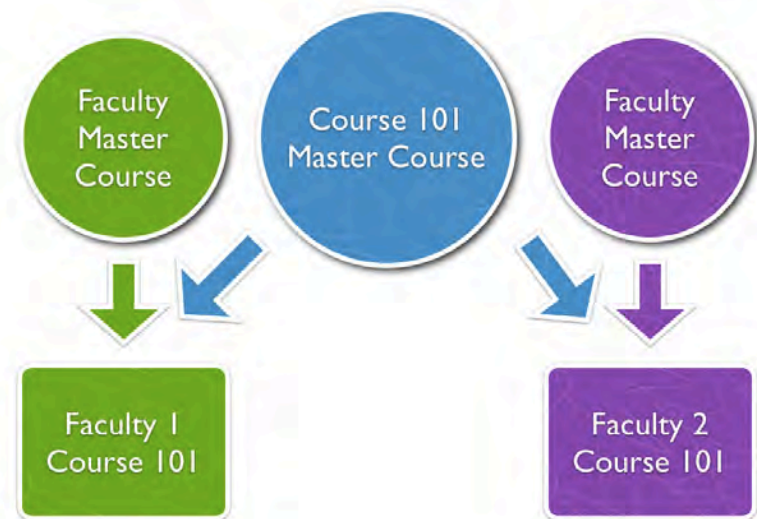 Faculty
Master
Course
Course 101
Master Course
Faculty
Master
Course
Faculty 1
Course 101
Faculty 2
Course 101